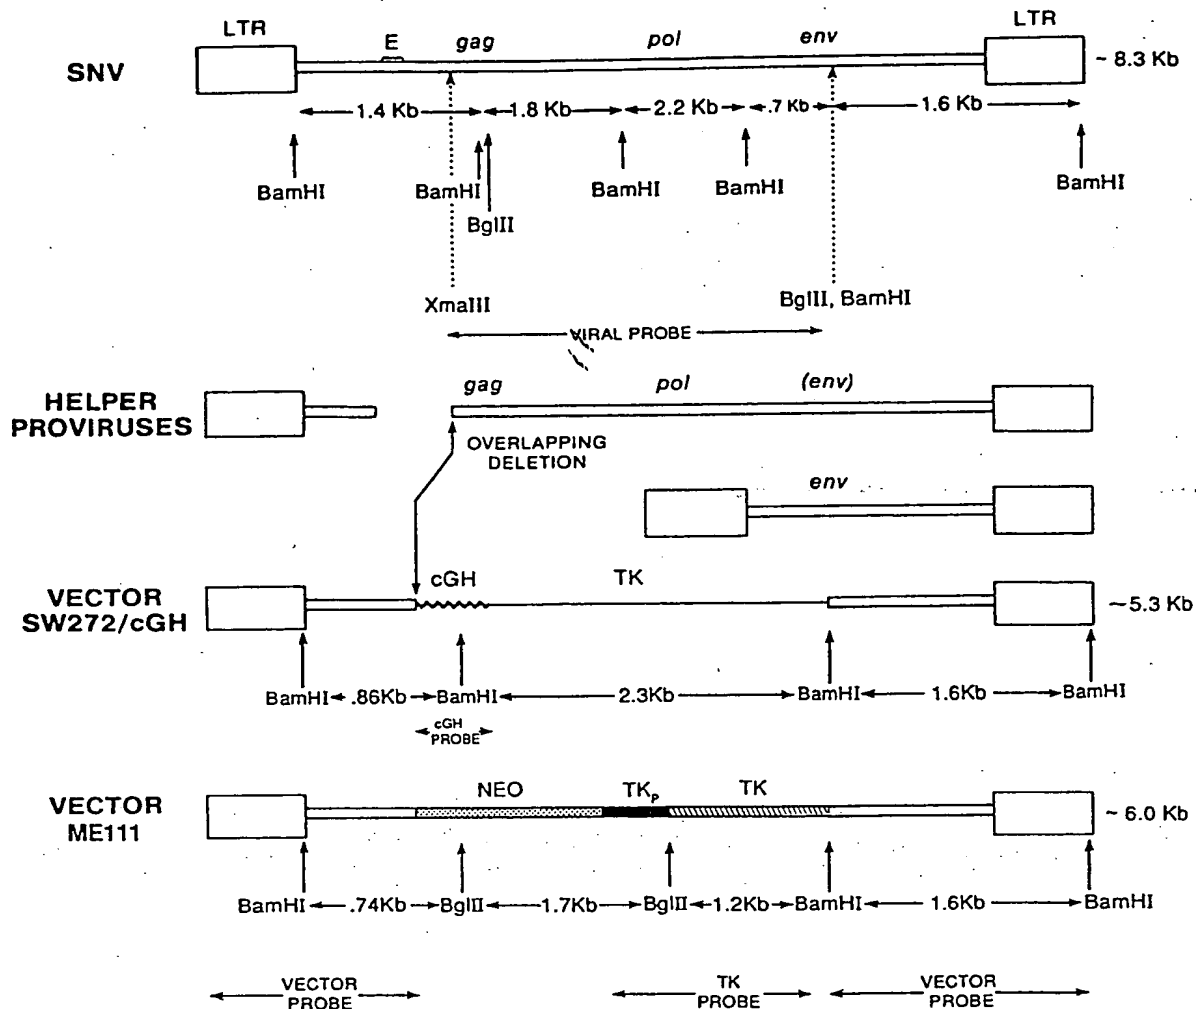 LTR
LTR
E
gag
pol
env
SNV
~ 8.3 Kb
1.4 Kb
1.8 Kb
2.2 Kb
.7 Kb
1.6 Kb
BamHI
BamHI
BglII
BamHI
BamHI
BamHI
XmaIII
BglII, BamHI
VIRAL PROBE
HELPER
PROVIRUSES
gag
pol
(env)
OVERLAPPING
DELETION
env
VECTOR
SW272/cGH
cGH
TK
~5.3 Kb
BamHI
.86Kb
BamHI
2.3Kb
BamHI
1.6Kb
BamHI
cGH
PROBE
VECTOR
ME111
NEO
TKP
TK
~ 6.0 Kb
BamHI
.74Kb
BglII
1.7Kb
BglII
1.2Kb
BamHI
1.6Kb
BamHI
VECTOR
PROBE
TK
PROBE
VECTOR
PROBE